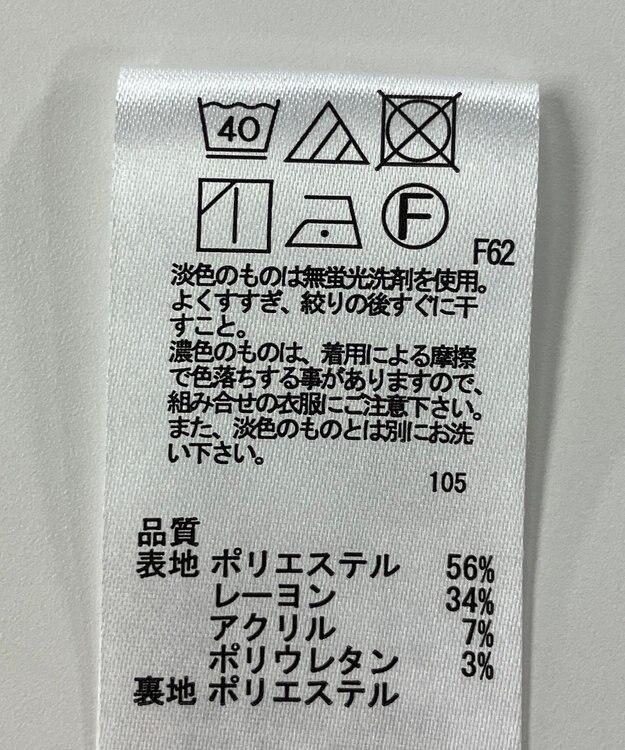 40
F
F62
淡色のものは無蛍光洗剤を使用。
よくすすぎ、絞りの後すぐに干
すこと。
濃色のものは、着用による摩擦
で色落ちする事がありますので、
組み合せの衣服にご注意下さい。
また、淡色のものとは別にお洗
い下さい。
105
品質
表地 ポリエステル 56%
レーヨン 34%
アクリル 7%
ポリウレタン 3%
裏地 ポリエステル